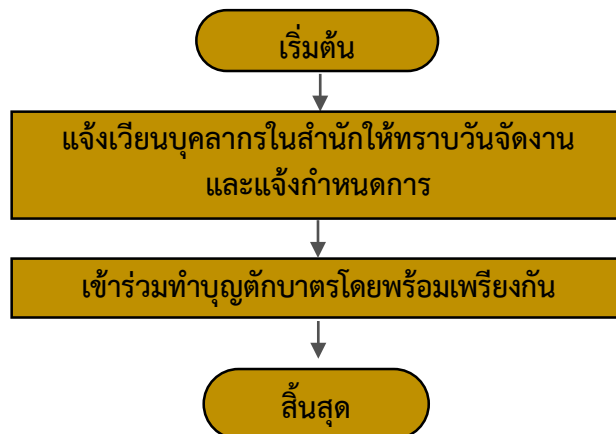 เริ่มต้น
แจ้งเวียนบุคลากรในสำนักให้ทราบวันจัดงาน
และแจ้งกำหนดการ
เข้าร่วมทำบุญตักบาตรโดยพร้อมเพรียงกัน
สิ้นสุด